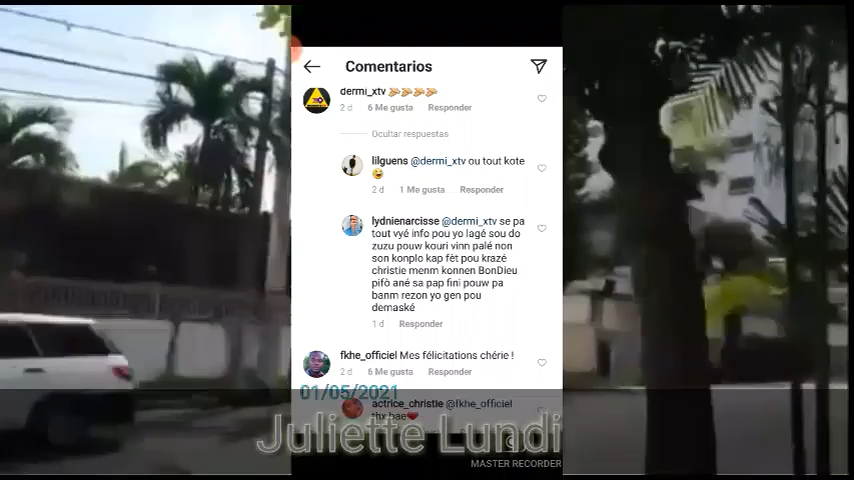 Comentarios
dermi_xtv 💪💪💪💪
2 d 6 Me gusta Responder
Ocultar respuestas
lilguens @dermi_xtv ou tout kote
😂
2 d 1 Me gusta Responder
lydnienarcisse @dermi_xtv se pa
tout vyé info pou yo lagé sou do
zuzu pouw kouri vinn palé non
son konplo kap fèt pou krazé
christie menm konnen BonDieu
pifò ané sa pap fini pouw pa
banm rezon yo gen pou
demaské
1 d Responder
fkhe_officiel Mes félicitations chérie !
2 d 6 Me gusta Responder
01/05/2021
actrice_christie @fkhe_officiel
thx bae❤️
Juliette Lundi
MASTER RECORDER